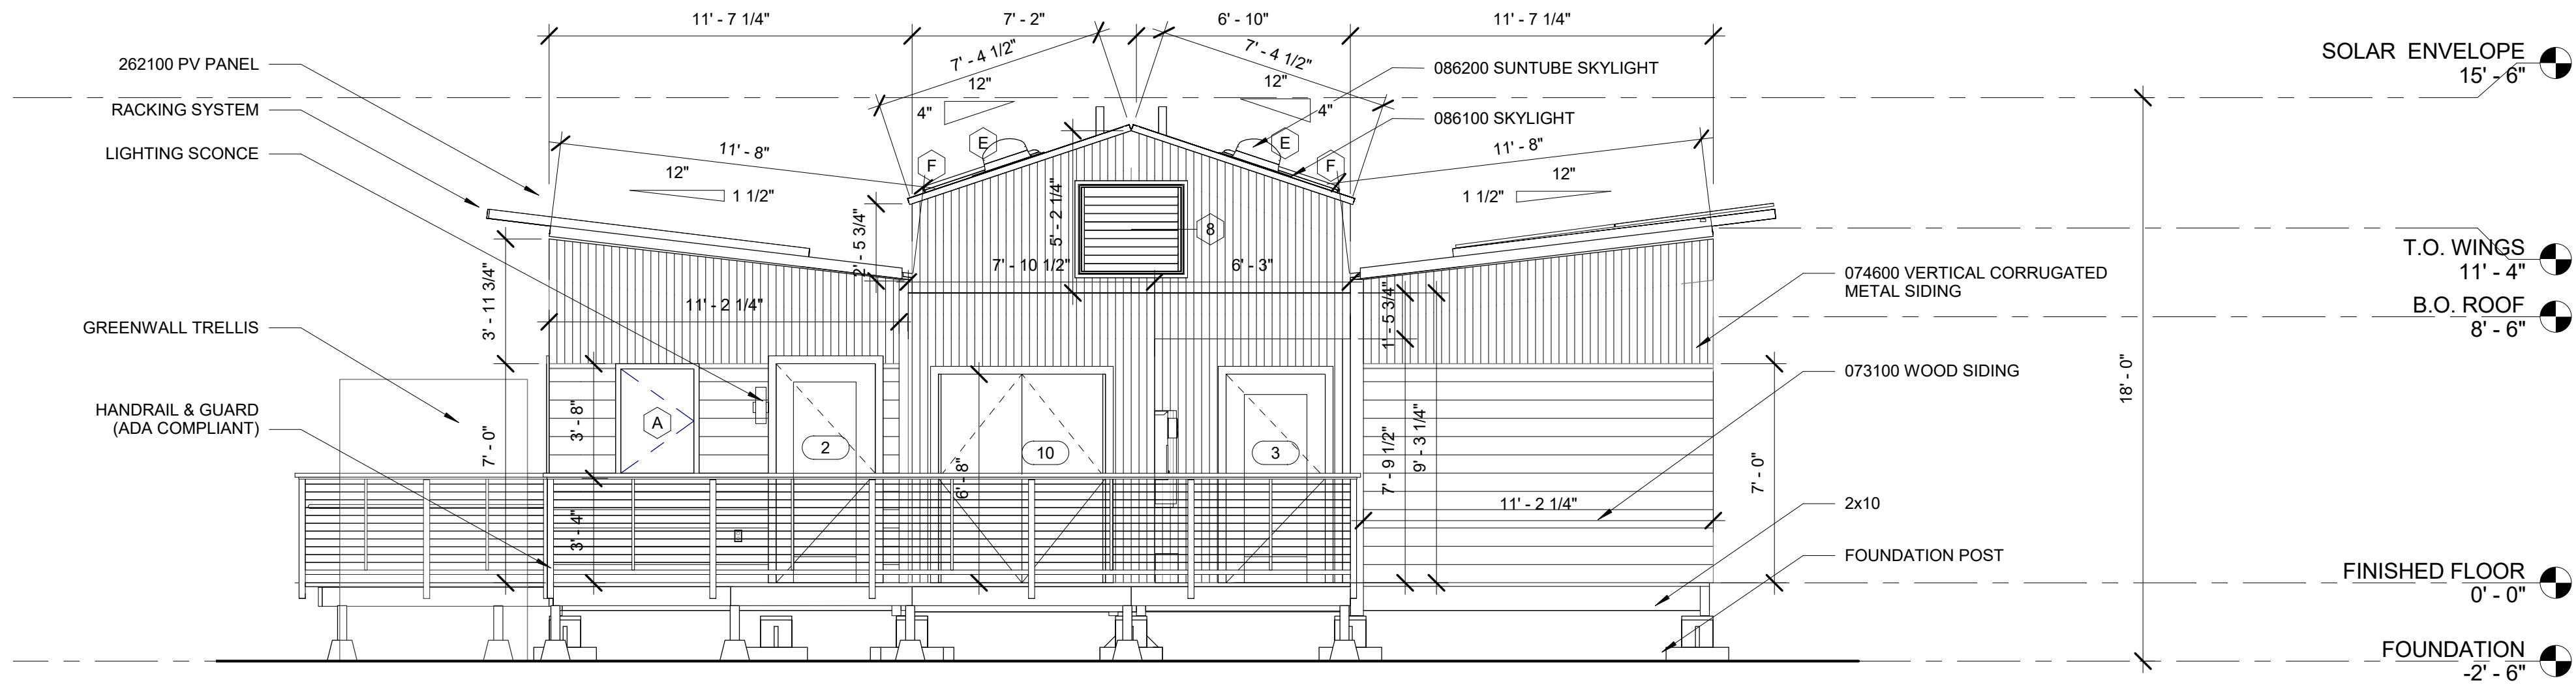 11' - 7 1/4"
7' - 2"
6' - 10"
11' - 7 1/4"
262100 PV PANEL
RACKING SYSTEM
LIGHTING SCONCE
GREENWALL TRELLIS
HANDRAIL & GUARD
(ADA COMPLIANT)
7' - 4 1/2"
12"
4"
7' - 4 1/2"
12"
4"
086200 SUNTUBE SKYLIGHT
086100 SKYLIGHT
SOLAR ENVELOPE
15' - 6"
11' - 8"
12"
1 1/2"
F
E
E
F
11' - 8"
12"
1 1/2"
5' - 2 1/4"
2' - 5 3/4"
8
7' - 10 1/2"
6' - 3"
T.O. WINGS
11' - 4"
074600 VERTICAL CORRUGATED
METAL SIDING
B.O. ROOF
8' - 6"
3' - 11 3/4"
11' - 2 1/4"
1' - 5 3/4"
073100 WOOD SIDING
18' - 0"
7' - 0"
3' - 8"
A
2
10
3
6' - 8"
7' - 9 1/2"
9' - 3 1/4"
7' - 0"
11' - 2 1/4"
2x10
3' - 4"
FOUNDATION POST
FINISHED FLOOR
0' - 0"
FOUNDATION
-2' - 6"